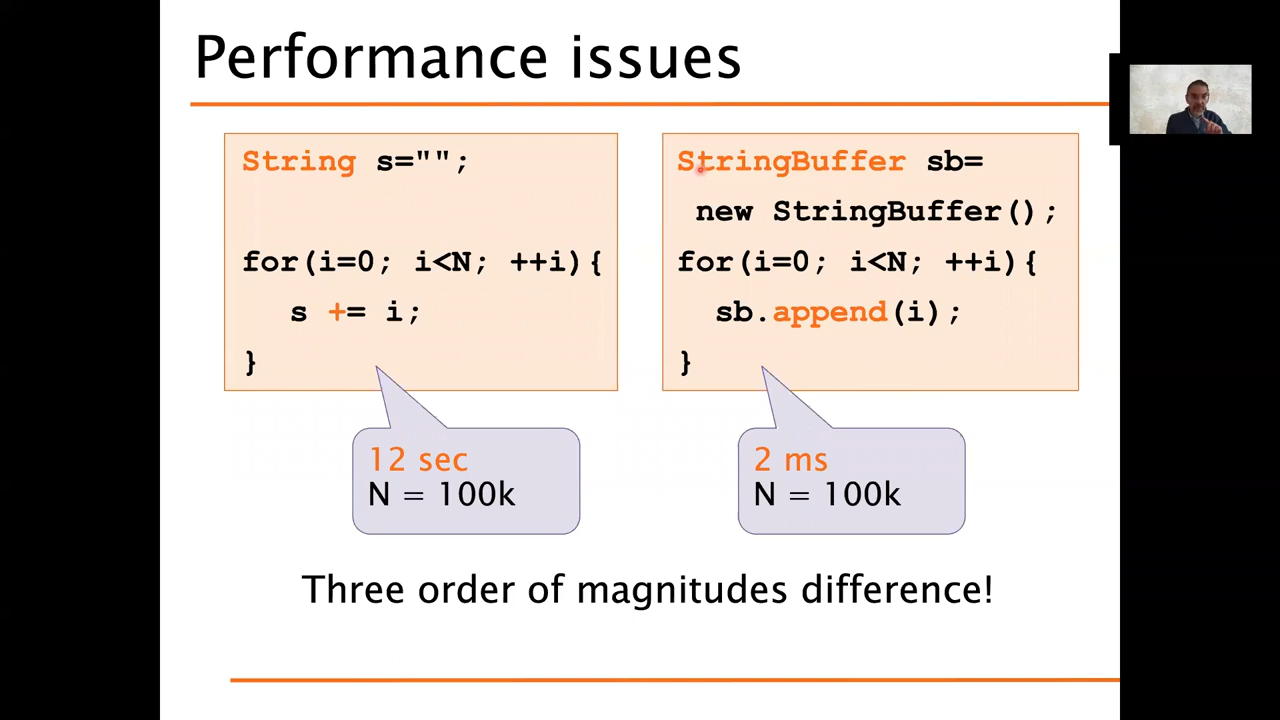 Performance issues
String s="";
for(i=0; i<N; ++i){
s += i;
}
StringBuffer sb=
new StringBuffer();
for(i=0; i<N; ++i){
sb.append(i);
}
12 sec
N = 100k
2 ms
N = 100k
Three order of magnitudes difference!